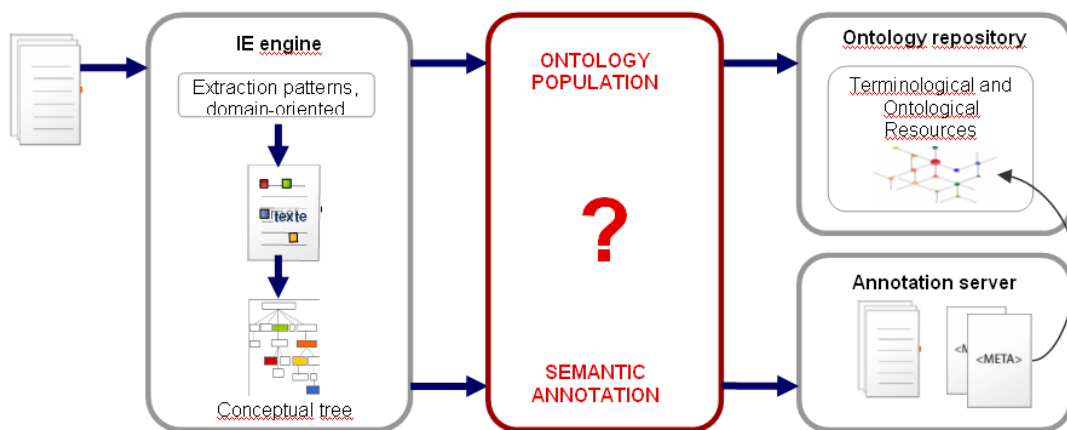 IE engine
Extraction patterns,
domain-oriented
texte
Conceptual tree
ONTOLOGY
POPULATION
?
SEMANTIC
ANNOTATION
Ontology repository
Terminological and
Ontological
Resources
Annotation server
<META>